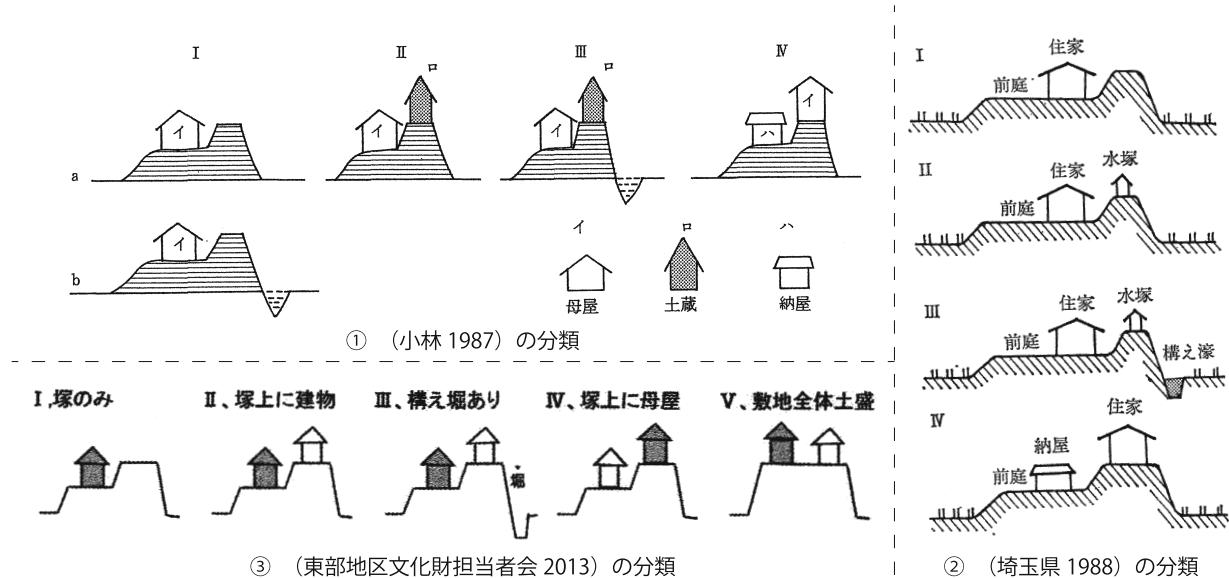 Ⅰ Ⅱ Ⅲ Ⅳ
ロ ロ
イ イ イ ハ イ
a
イ
b
イ ロ ハ
母屋 土蔵 納屋
① (小林 1987)の分類
Ⅰ
住家
前庭
Ⅱ
水塚
住家
前庭
Ⅲ
水塚
住家
前庭
構え濠
Ⅳ
住家
納屋
前庭
② (埼玉県 1988)の分類
Ⅰ,塚のみ Ⅱ、塚上に建物 Ⅲ、構え堀あり Ⅳ、塚上に母屋 Ⅴ、敷地全体土盛
堀
③ (東部地区文化財担当者会 2013)の分類